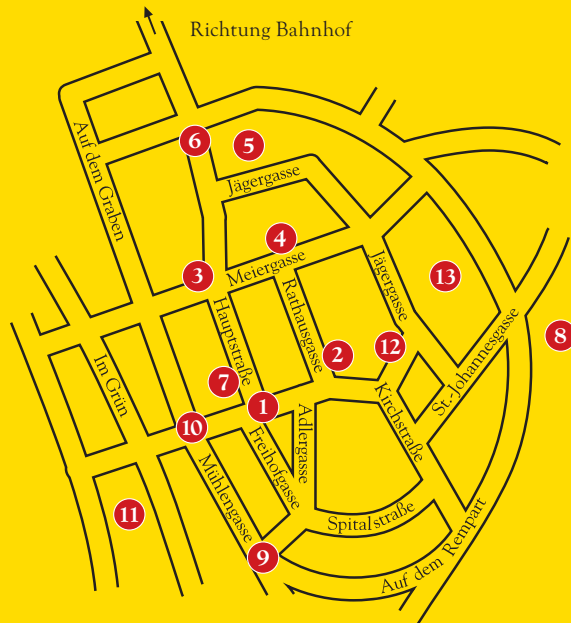 Richtung Bahnhof
6
5
Auf dem Graben
Jägergasse
4
3
Meiergasse
Jägergasse
13
Hauptstraße
Rathausgasse
8
Im Grün
2
12
7
St.-Johannesgasse
1
Kirchstraße
10
Adlergasse
Freihofgasse
Mühlengasse
11
Spitalstraße
9
Auf dem Rempart